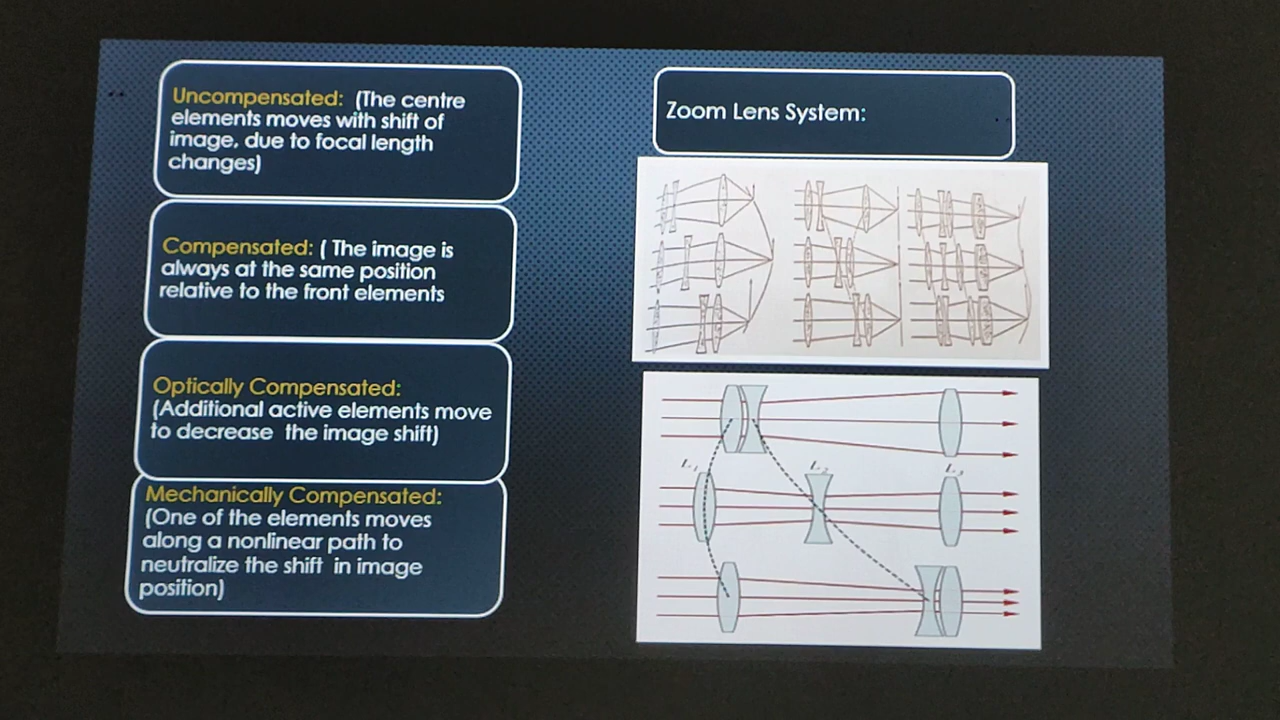 Uncompensated: (The centre
elements moves with shift of
image, due to focal length
changes)
Compensated: ( The image is
always at the same position
relative to the front elements
Optically Compensated:
(Additional active elements move
to decrease the image shift)
Mechanically Compensated:
(One of the elements moves
along a nonlinear path to
neutralize the shift in image
position)
Zoom Lens System:
L1
L2
L3